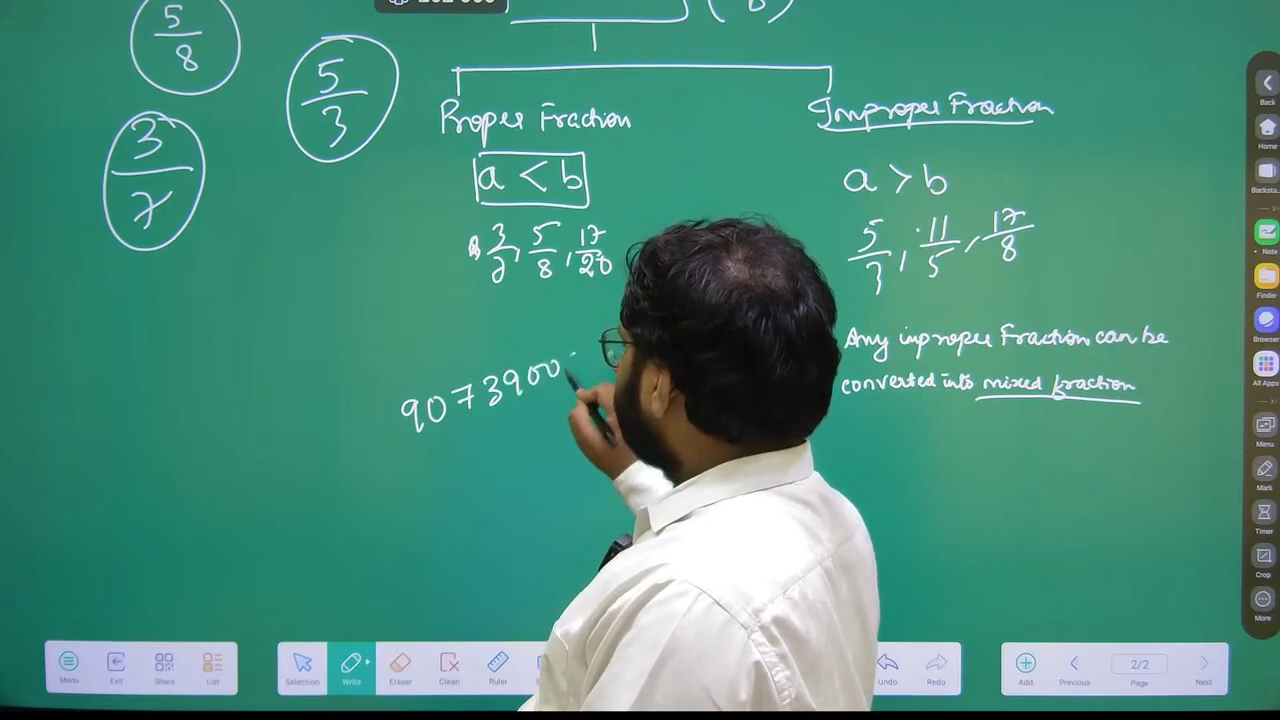 5/8
5/3
3/7
Proper Fraction
Improper Fraction
a < b
a > b
3/7, 5/8, 17/28
5/3, 11/5, 17/8
Any improper Fraction can be
converted into mixed fraction
9073900
Back
Home
Backsta..
Note
Finder
Browser
All Apps
Menu
Mark
Timer
Crop
More
Menu
Exit
Share
List
Selection
Write
Eraser
Clean
Ruler
Undo
Redo
Add
Previous
2/2
Page
Next